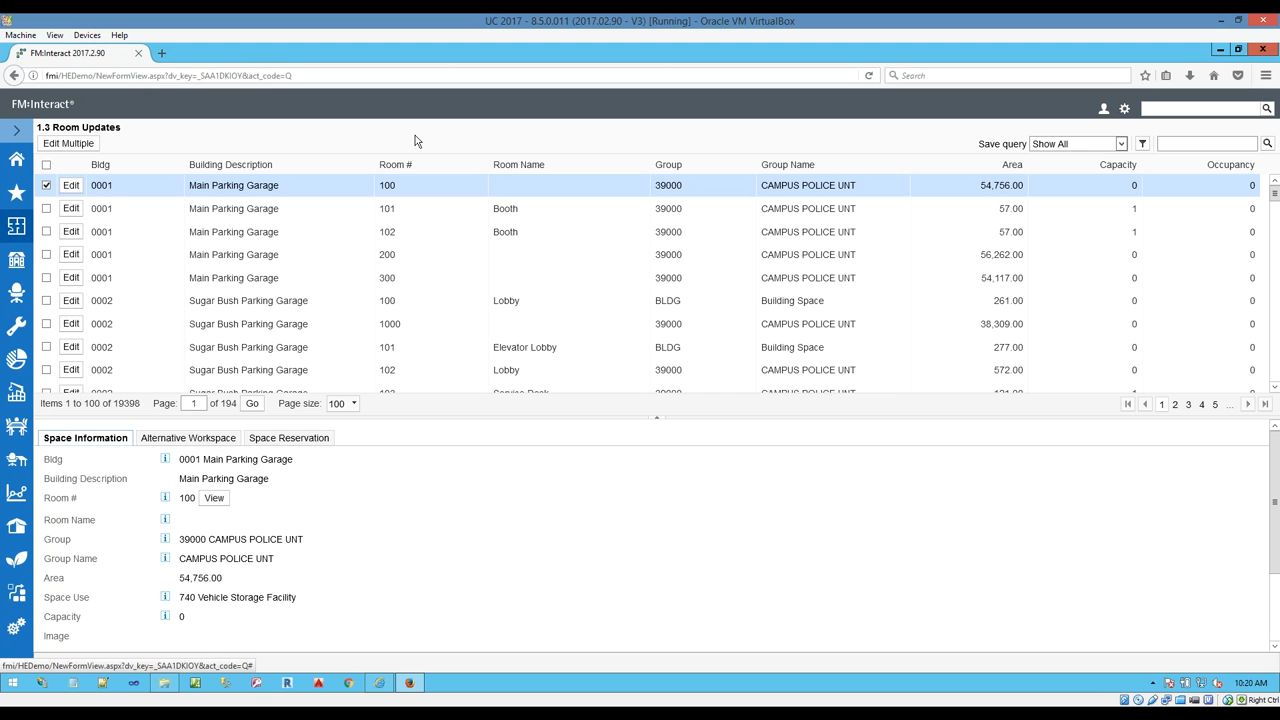 UC 2017 - 8.5.0.011 (2017.02.90 - V3) [Running] - Oracle VM VirtualBox
Machine View Devices Help
FM:Interact 2017.2.90
fmi/HEDemo/NewFormView.aspx?dv_key=_SAA1DKIOY&act_code=Q
Search
FM:Interact®
1.3 Room Updates
Edit Multiple Save query Show All
Bldg Building Description Room # Room Name Group Group Name Area Capacity Occupancy
Edit 0001 Main Parking Garage 100 39000 CAMPUS POLICE UNT 54,756.00 0 0
Edit 0001 Main Parking Garage 101 Booth 39000 CAMPUS POLICE UNT 57.00 1 0
Edit 0001 Main Parking Garage 102 Booth 39000 CAMPUS POLICE UNT 57.00 1 0
Edit 0001 Main Parking Garage 200 39000 CAMPUS POLICE UNT 56,262.00 0 0
Edit 0001 Main Parking Garage 300 39000 CAMPUS POLICE UNT 54,117.00 0 0
Edit 0002 Sugar Bush Parking Garage 100 Lobby BLDG Building Space 261.00 0 0
Edit 0002 Sugar Bush Parking Garage 1000 39000 CAMPUS POLICE UNT 38,309.00 0 0
Edit 0002 Sugar Bush Parking Garage 101 Elevator Lobby BLDG Building Space 277.00 0 0
Edit 0002 Sugar Bush Parking Garage 102 Lobby 39000 CAMPUS POLICE UNT 572.00 0 0
Items 1 to 100 of 19398 Page: 1 of 194 Go Page size: 100 1 2 3 4 5 ...
Space Information Alternative Workspace Space Reservation
Bldg 0001 Main Parking Garage
Building Description Main Parking Garage
Room # 100 View
Room Name
Group 39000 CAMPUS POLICE UNT
Group Name CAMPUS POLICE UNT
Area 54,756.00
Space Use 740 Vehicle Storage Facility
Capacity 0
Image
fmi/HEDemo/NewFormView.aspx?dv_key=_SAA1DKIOY&act_code=Q#
10:20 AM
Right Ctrl